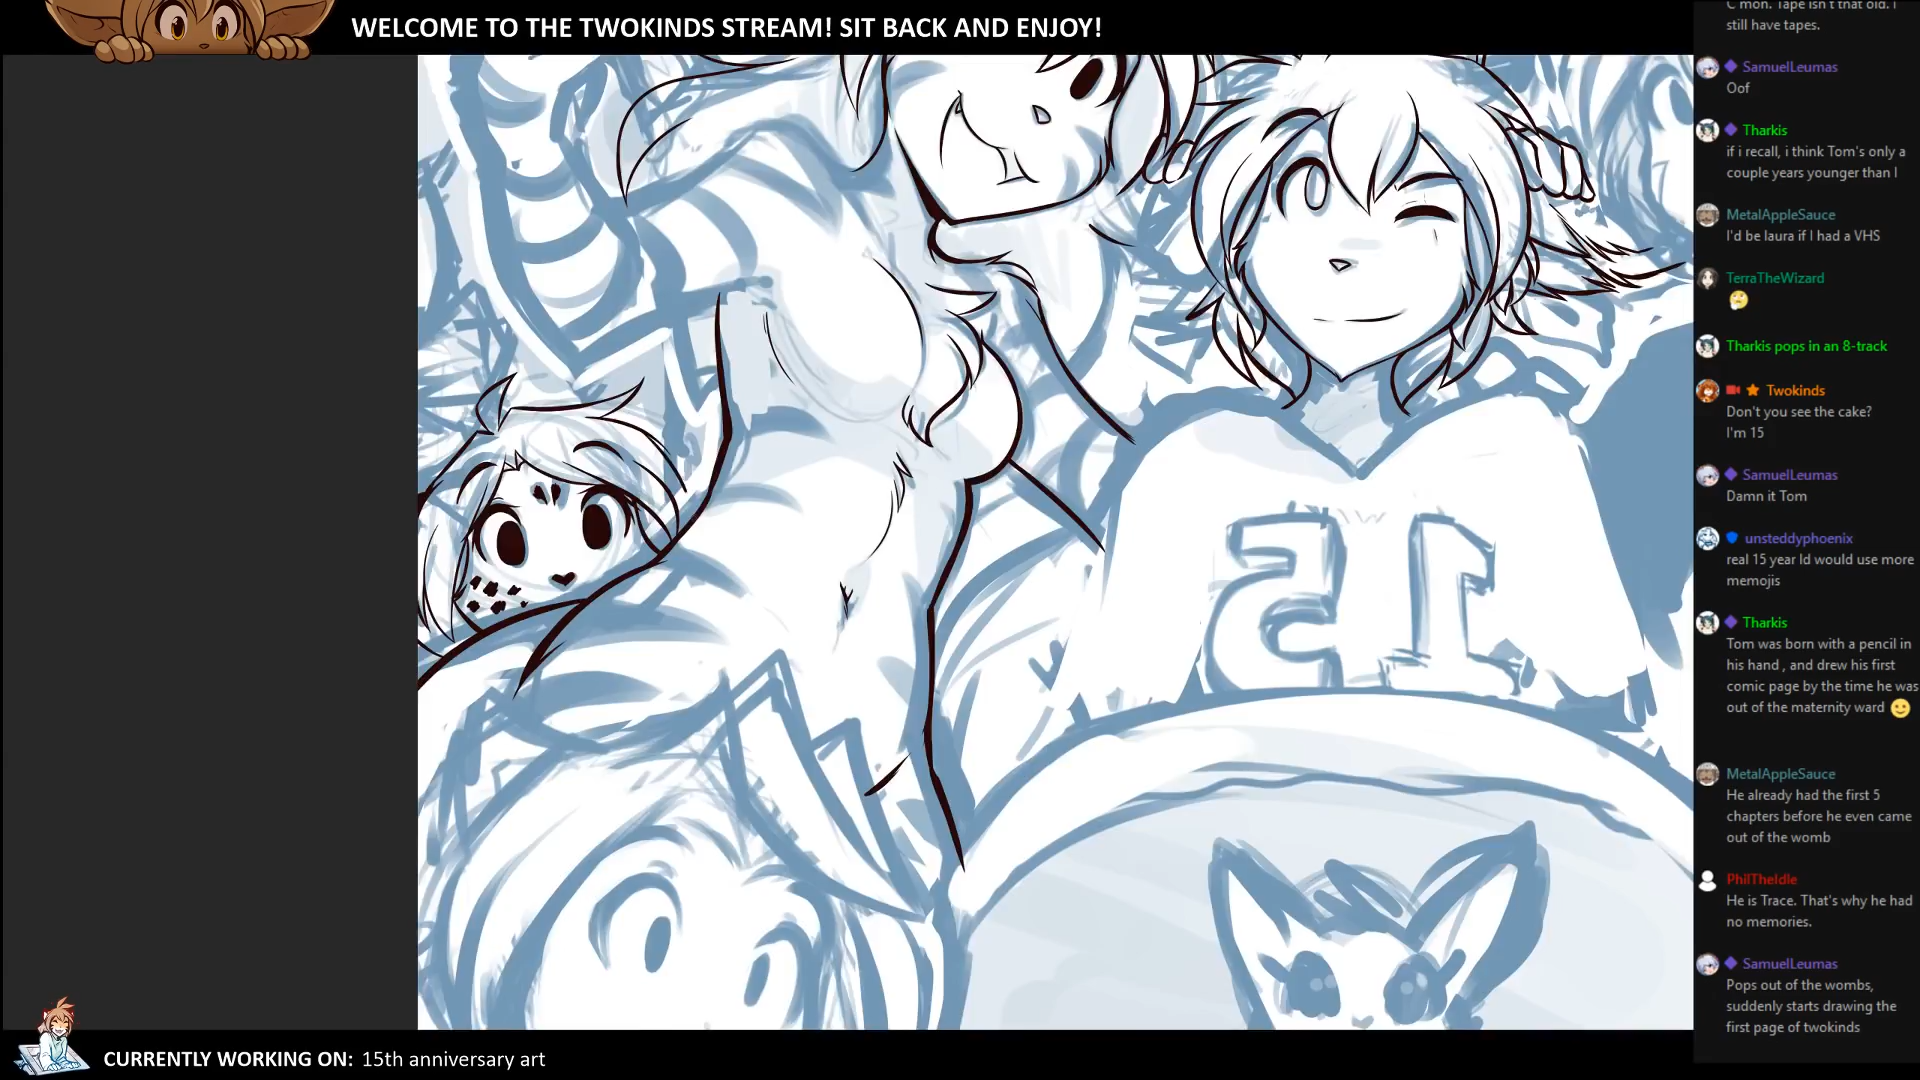 WELCOME TO THE TWOKINDS STREAM! SIT BACK AND ENJOY!
C'mon. Tape isn't that old. I
still have tapes.
SamuelLeumas
Oof
Tharkis
if i recall, i think Tom's only a
couple years younger than I
MetalAppleSauce
I'd be laura if I had a VHS
TerraTheWizard
Tharkis pops in an 8-track
Twokinds
Don't you see the cake?
I'm 15
SamuelLeumas
Damn it Tom
unsteddyphoenix
real 15 year ld would use more
memojis
Tharkis
Tom was born with a pencil in
his hand , and drew his first
comic page by the time he was
out of the maternity ward
MetalAppleSauce
He already had the first 5
chapters before he even came
out of the womb
PhilTheIdle
He is Trace. That's why he had
no memories.
SamuelLeumas
Pops out of the wombs,
suddenly starts drawing the
first page of twokinds
15
CURRENTLY WORKING ON: 15th anniversary art